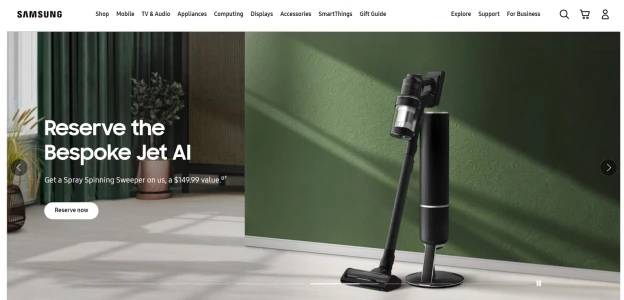 SAMSUNG
Shop Mobile TV & Audio Appliances Computing Displays Accessories SmartThings Gift Guide
Explore Support For Business
Reserve the
Bespoke Jet AI
Get a Spray Spinning Sweeper on us, a $149.99 value.
Reserve now